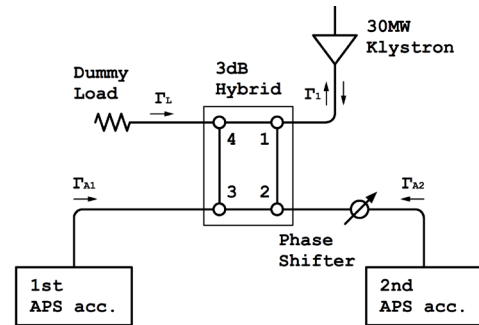 30MW
Klystron
3dB
Hybrid
Dummy
Load
ΓL
Γ1
4 1
3 2
ΓA1
ΓA2
Phase
Shifter
1st
APS acc.
2nd
APS acc.